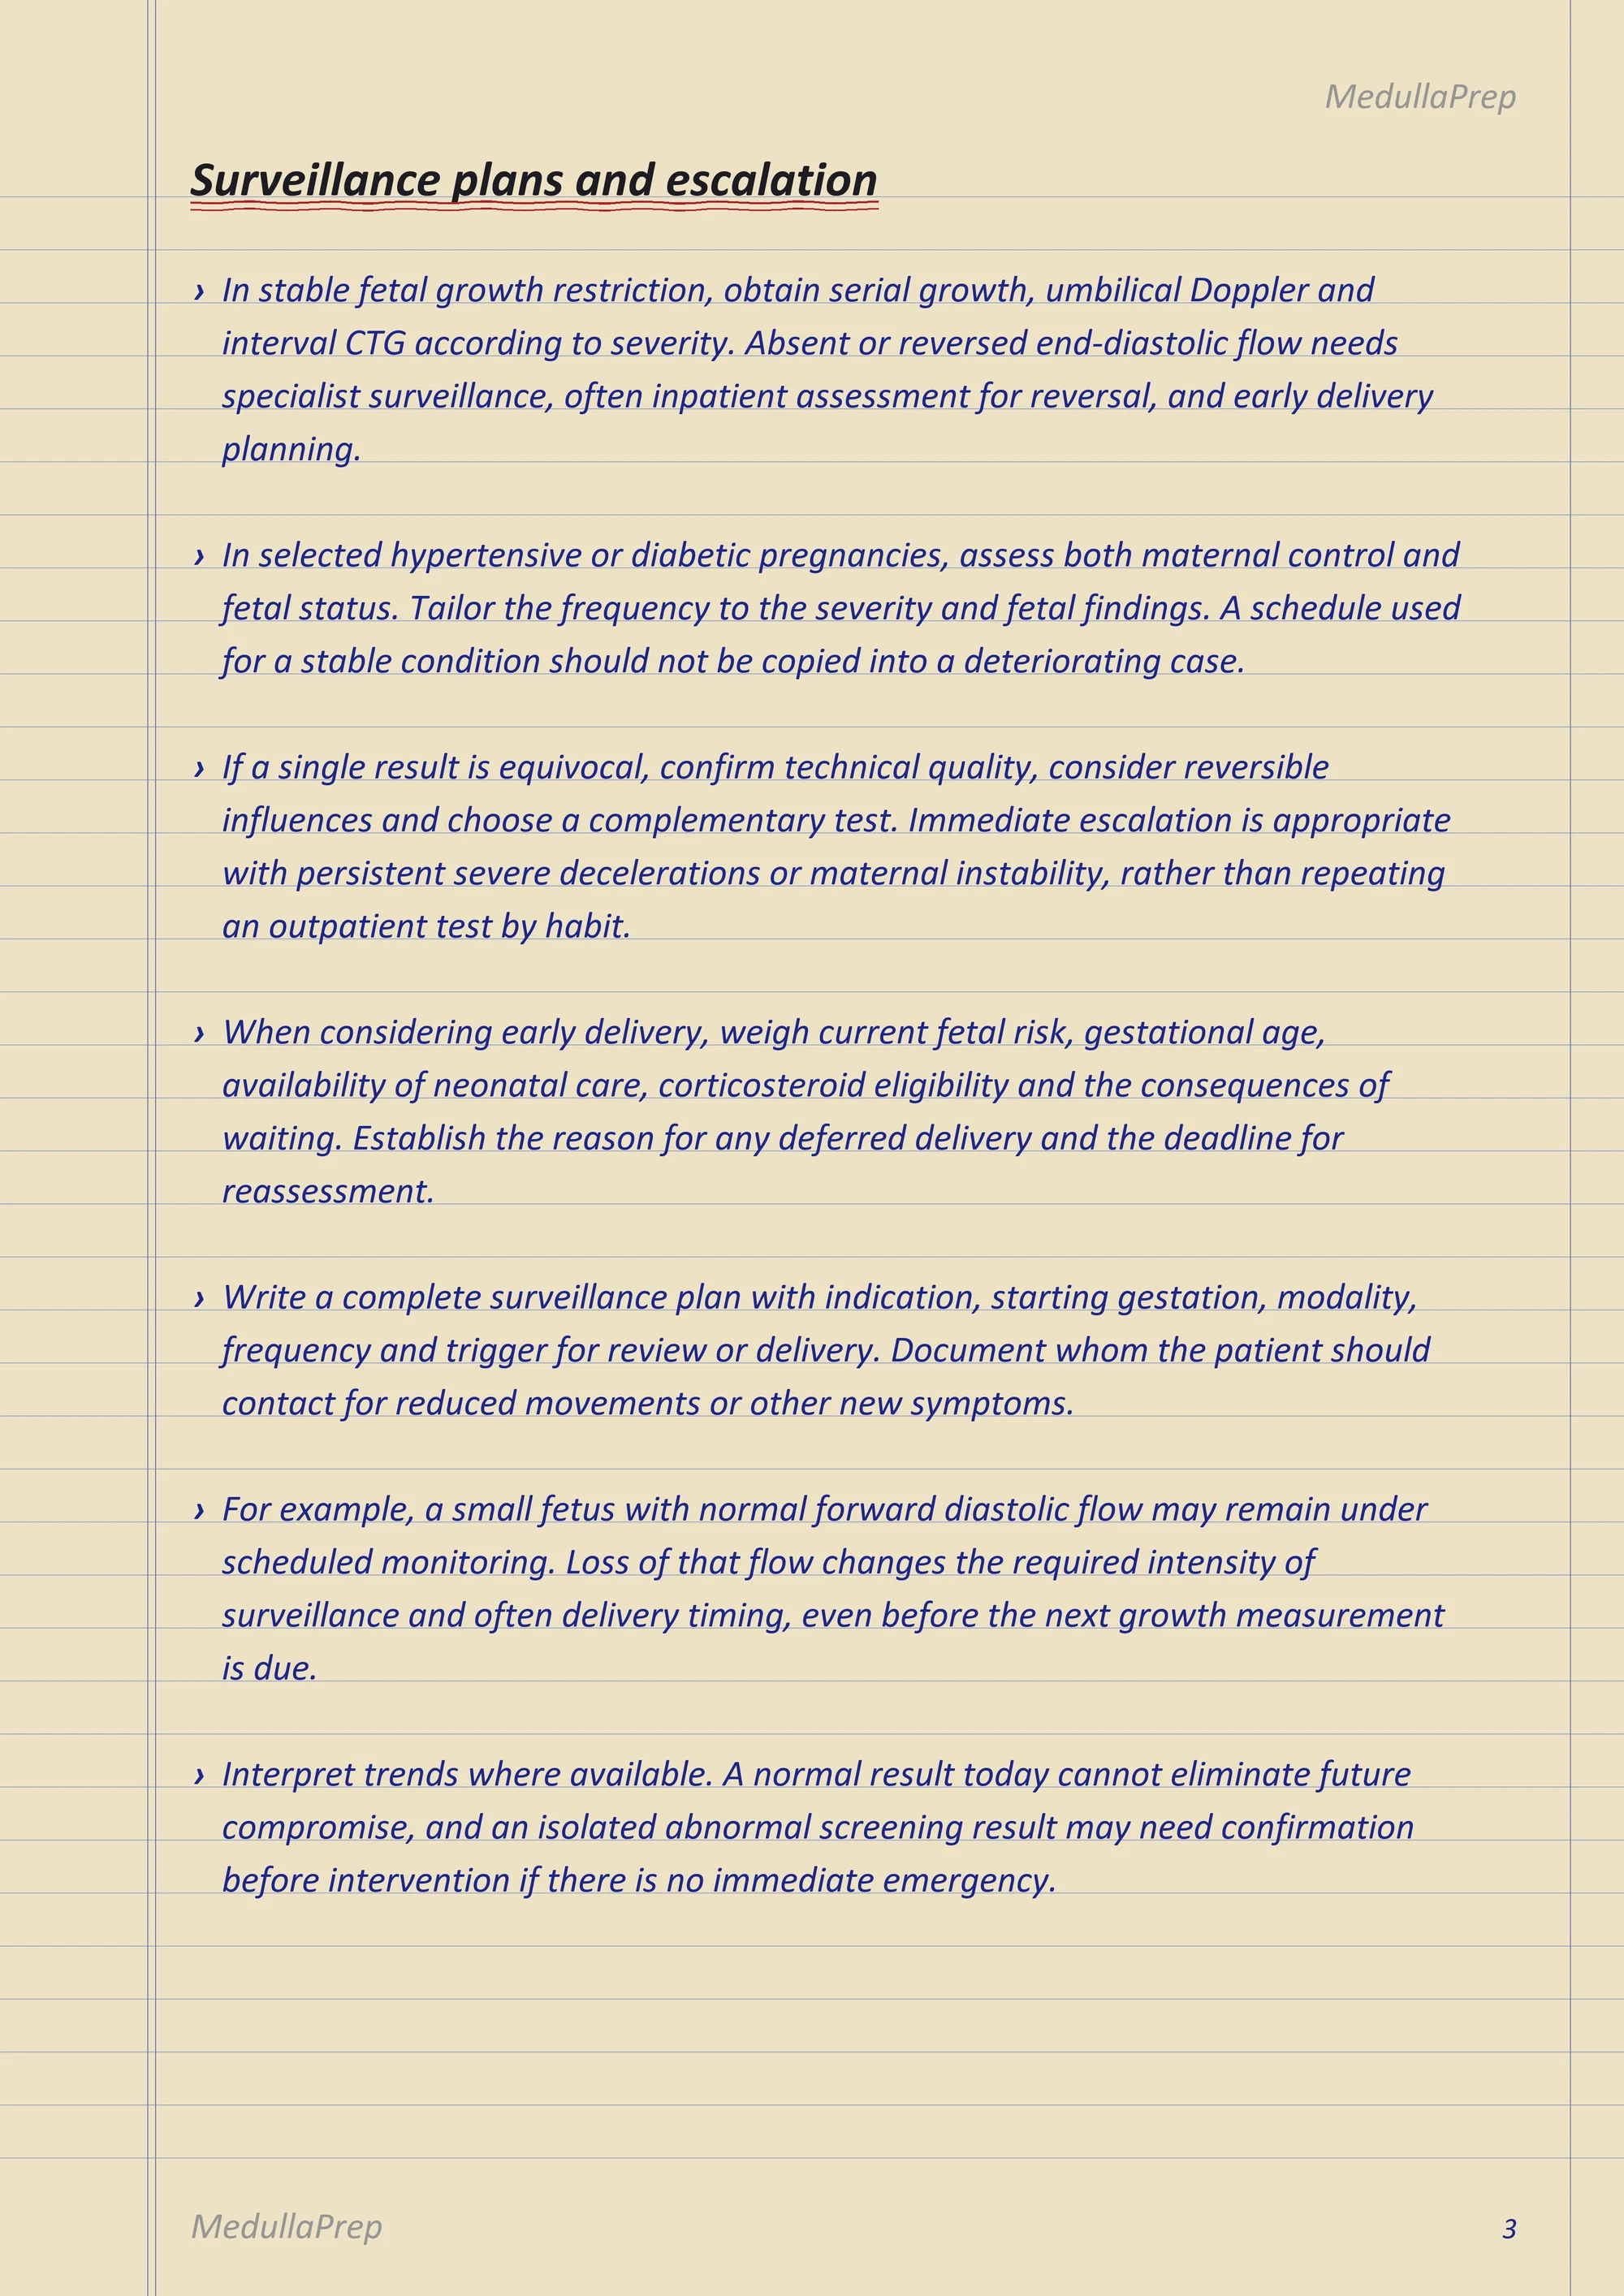 MedullaPrep
Surveillance plans and escalation
› In stable fetal growth restriction, obtain serial growth, umbilical Doppler and
interval CTG according to severity. Absent or reversed end-diastolic flow needs
specialist surveillance, often inpatient assessment for reversal, and early delivery
planning.
› In selected hypertensive or diabetic pregnancies, assess both maternal control and
fetal status. Tailor the frequency to the severity and fetal findings. A schedule used
for a stable condition should not be copied into a deteriorating case.
› If a single result is equivocal, confirm technical quality, consider reversible
influences and choose a complementary test. Immediate escalation is appropriate
with persistent severe decelerations or maternal instability, rather than repeating
an outpatient test by habit.
› When considering early delivery, weigh current fetal risk, gestational age,
availability of neonatal care, corticosteroid eligibility and the consequences of
waiting. Establish the reason for any deferred delivery and the deadline for
reassessment.
› Write a complete surveillance plan with indication, starting gestation, modality,
frequency and trigger for review or delivery. Document whom the patient should
contact for reduced movements or other new symptoms.
› For example, a small fetus with normal forward diastolic flow may remain under
scheduled monitoring. Loss of that flow changes the required intensity of
surveillance and often delivery timing, even before the next growth measurement
is due.
› Interpret trends where available. A normal result today cannot eliminate future
compromise, and an isolated abnormal screening result may need confirmation
before intervention if there is no immediate emergency.
MedullaPrep
3